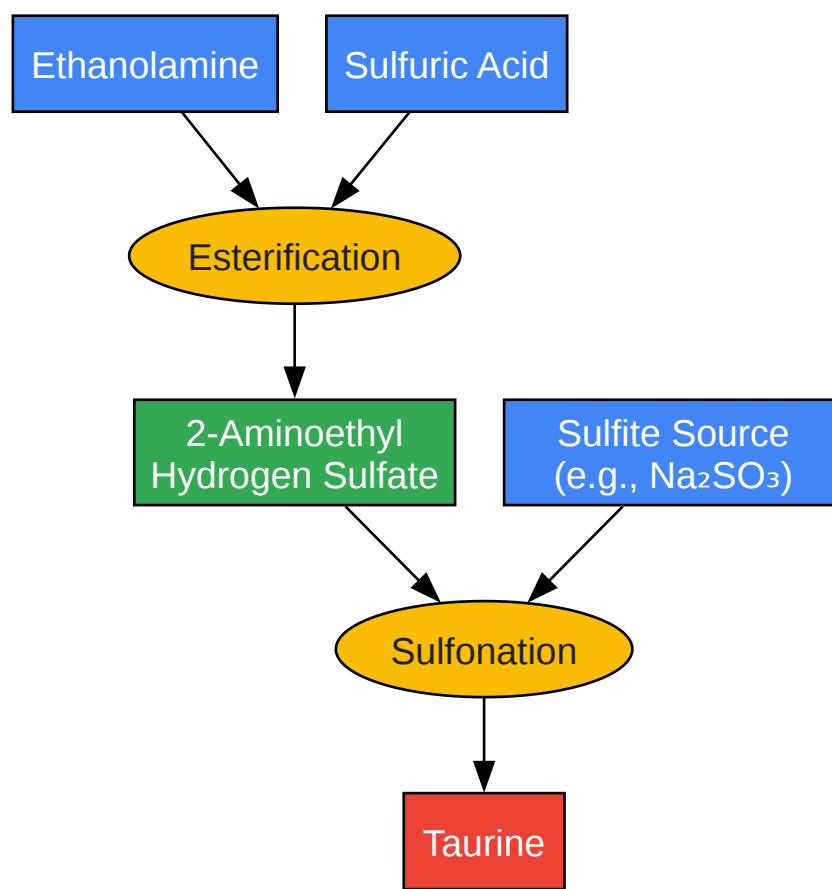 Ethanolamine
Sulfuric Acid
Esterification
2-Aminoethyl
Hydrogen Sulfate
Sulfite Source
(e.g., Na₂SO₃)
Sulfonation
Taurine